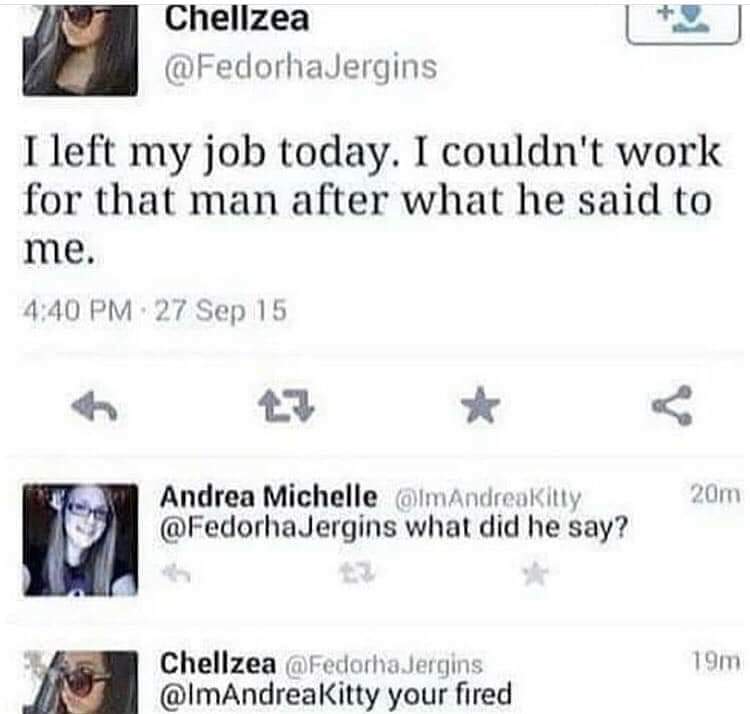 Chellzea
@FedorhaJergins
I left my job today. I couldn't work
for that man after what he said to
me.
4:40 PM · 27 Sep 15
Andrea Michelle @ImAndreaKitty 20m
@FedorhaJergins what did he say?
Chellzea @FedorhaJergins 19m
@ImAndreaKitty your fired